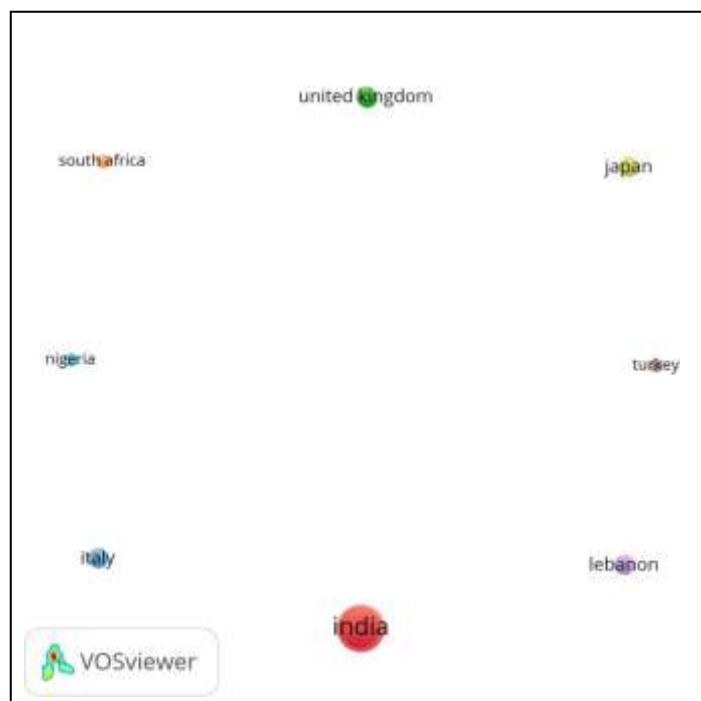 united kingdom
south africa
japan
nigeria
turkey
italy
lebanon
india
VOSviewer